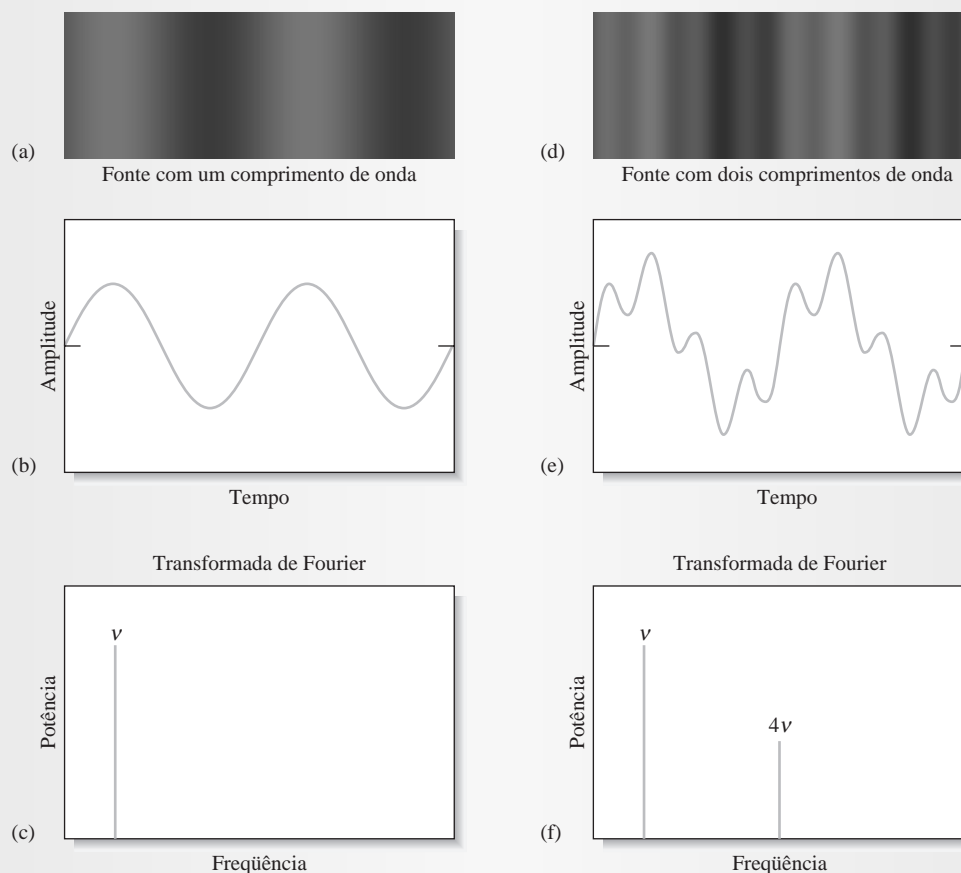 (a)
Fonte com um comprimento de onda
Amplitude
(b)
Tempo
Transformada de Fourier
ν
Potência
(c)
Freqüência
(d)
Fonte com dois comprimentos de onda
Amplitude
(e)
Tempo
Transformada de Fourier
ν
4ν
Potência
(f)
Freqüência